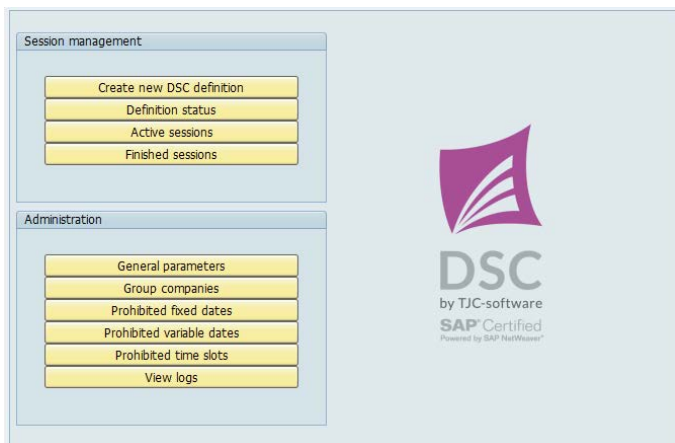 Session management
Create new DSC definition
Definition status
Active sessions
Finished sessions
Administration
General parameters
Group companies
Prohibited fixed dates
Prohibited variable dates
Prohibited time slots
View logs
DSC
by TJC-software
SAP® Certified
Powered by SAP NetWeaver®